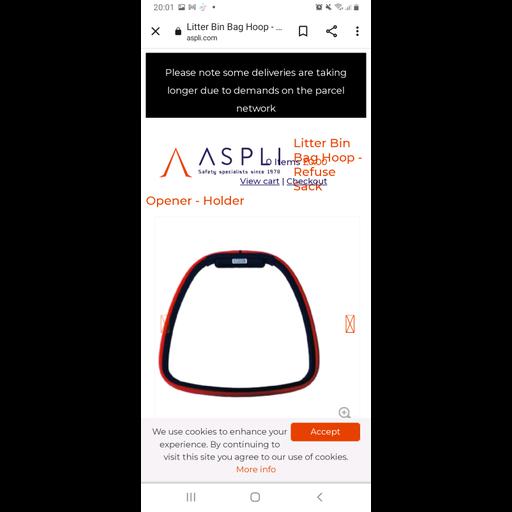 20:01
Litter Bin Bag Hoop - ...
aspli.com
Please note some deliveries are taking
longer due to demands on the parcel
network
ASPLI
Safety specialists since 1978
0 Items £0.00
View cart | Checkout
Litter Bin
Bag Hoop -
Refuse
Sack
Opener - Holder
We use cookies to enhance your
experience. By continuing to
visit this site you agree to our use of cookies.
More info
Accept